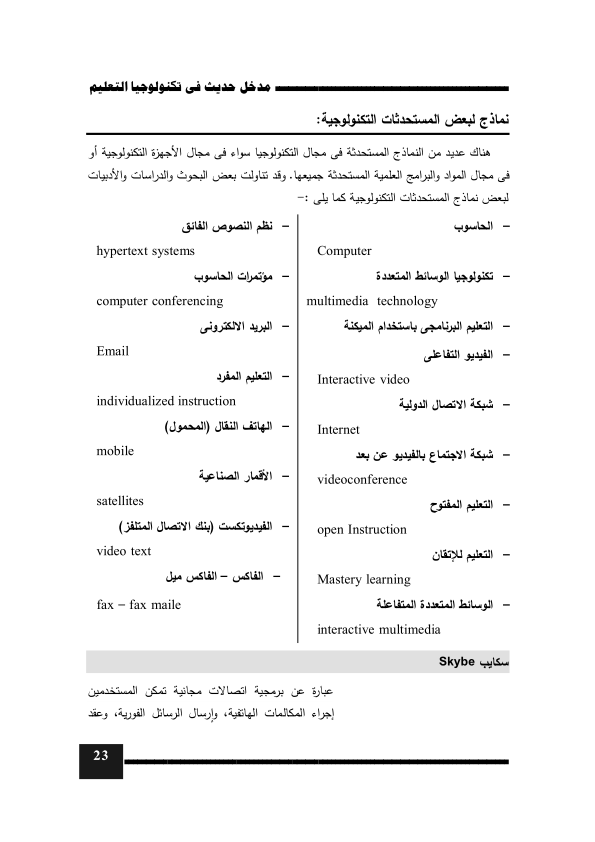 مدخل حديث فى تكنولوجيا التعليم
نماذج لبعض المستحدثات التكنولوجية:
هناك عديد من النماذج المستحدثة فى مجال التكنولوجيا سواء فى مجال الأجهزة التكنولوجية أو
فى مجال المواد والبرامج العلمية المستحدثة جميعها. وقد تناولت بعض البحوث والدراسات والأدبيات
لبعض نماذج المستحدثات التكنولوجية كما يلى :-
- الحاسوب
Computer
- تكنولوجيا الوسائط المتعددة
multimedia technology
- التعليم البرنامجى باستخدام الميكنة
- الفيديو التفاعلى
Interactive video
- شبكة الاتصال الدولية
Internet
- شبكة الاجتماع بالفيديو عن بعد
videoconference
- التعليم المفتوح
open Instruction
- التعليم للإتقان
Mastery learning
- الوسائط المتعددة المتفاعلة
interactive multimedia
- نظم النصوص الفائق
hypertext systems
- مؤتمرات الحاسوب
computer conferencing
- البريد الالكترونى
Email
- التعليم المفرد
individualized instruction
- الهاتف النقال (المحمول)
mobile
- الأقمار الصناعية
satellites
- الفيديوتكست (بنك الاتصال المتلفز)
video text
- الفاكس – الفاكس ميل
fax – fax maile
سكايب Skybe
عبارة عن برمجية اتصالات مجانية تمكن المستخدمين
إجراء المكالمات الهاتفية، وإرسال الرسائل الفورية، وعقد
23